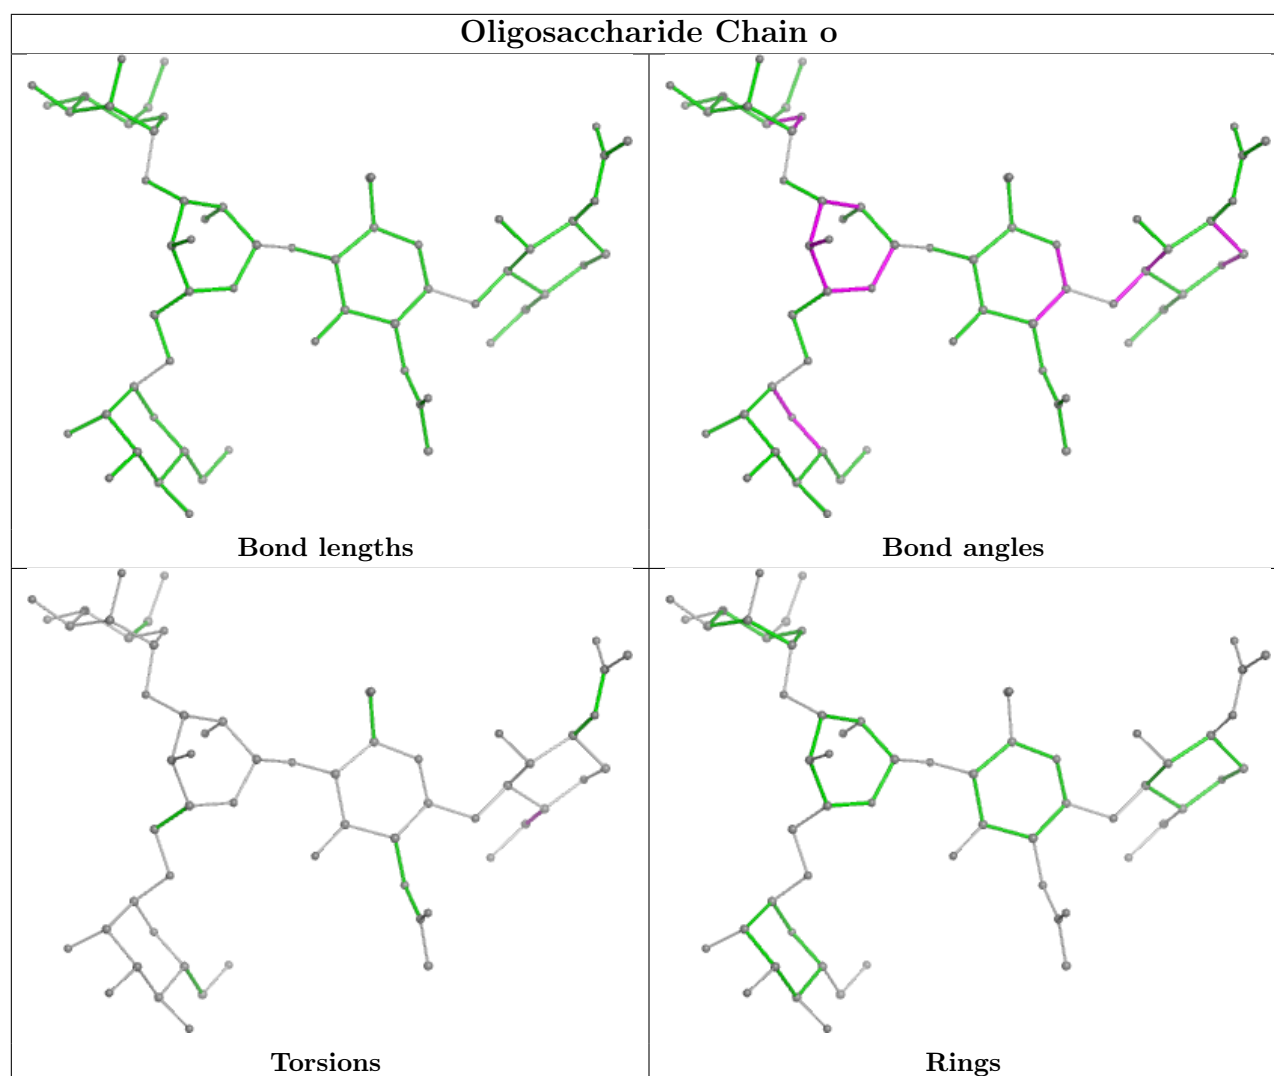 Oligosaccharide Chain o
Bond lengths
Bond angles
Torsions
Rings